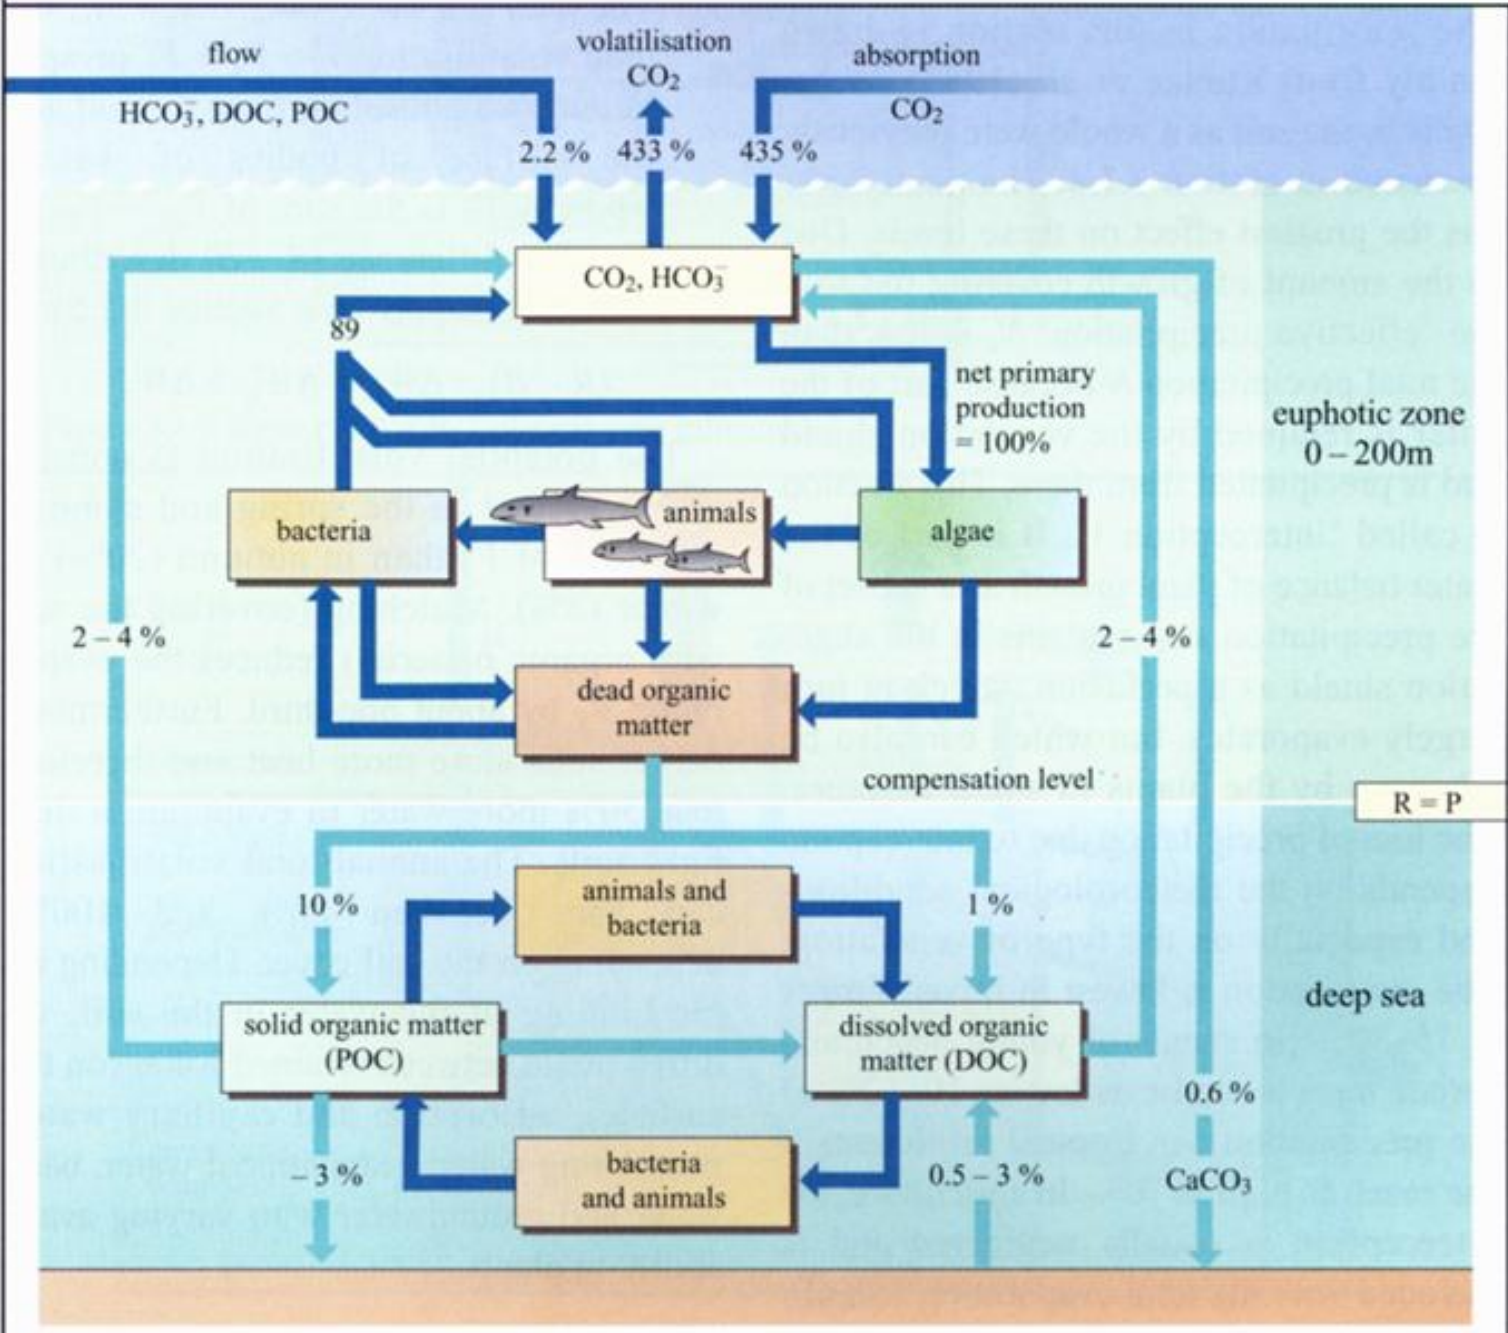 flow
HCO₃⁻, DOC, POC
volatilisation
CO₂
absorption
CO₂
2.2 %
433 %
435 %
CO₂, HCO₃⁻
89
net primary
production
= 100%
euphotic zone
0 – 200m
bacteria
animals
algae
2 – 4 %
2 – 4 %
dead organic
matter
compensation level
R = P
10 %
animals and
bacteria
1 %
deep sea
solid organic matter
(POC)
dissolved organic
matter (DOC)
0.6 %
– 3 %
bacteria
and animals
0.5 – 3 %
CaCO₃